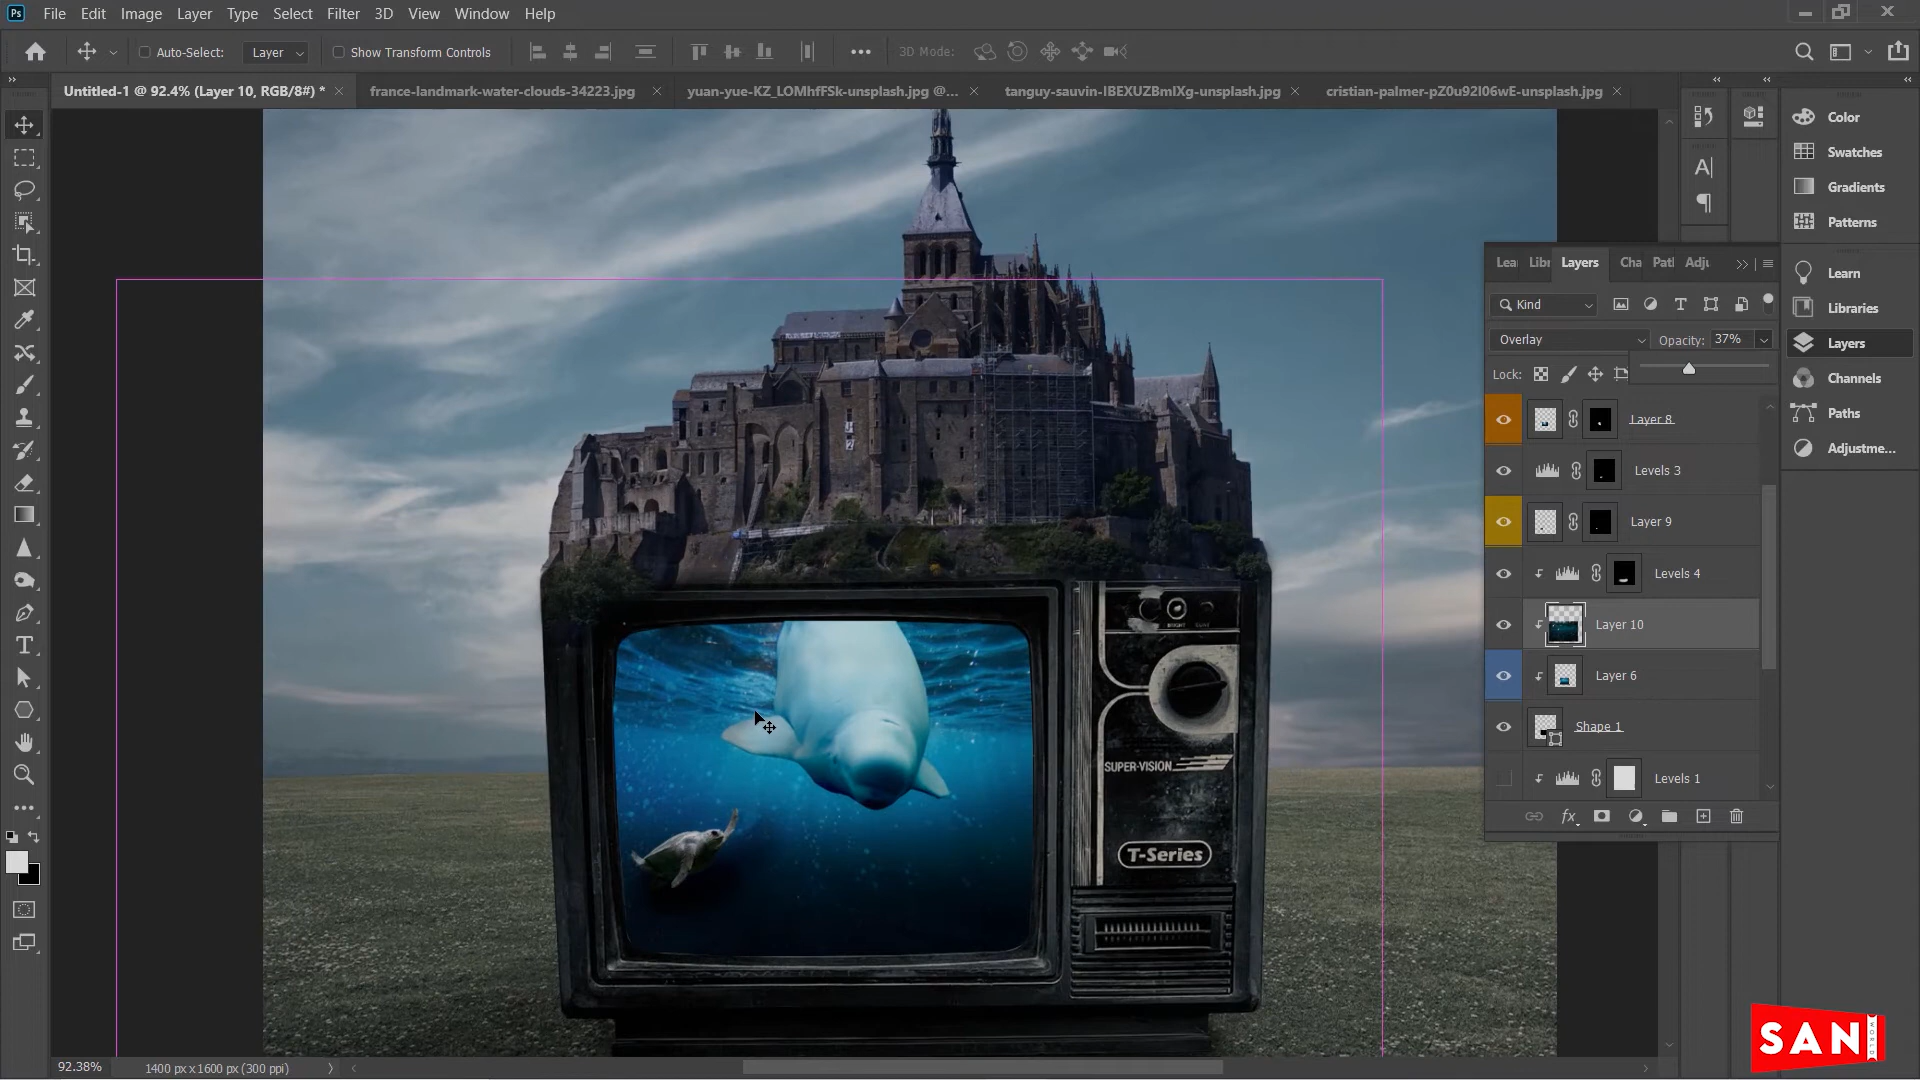 Ps File Edit Image Layer Type Select Filter 3D View Window Help
Auto-Select: Layer Show Transform Controls 3D Mode:
Untitled-1 @ 92.4% (Layer 10, RGB/8#) * france-landmark-water-clouds-34223.jpg yuan-yue-KZ_LOMhfFSk-unsplash.jpg @... tanguy-sauvin-IBEXUZBmIXg-unsplash.jpg cristian-palmer-pZ0u92I06wE-unsplash.jpg
Color
Swatches
Gradients
Patterns
Learn
Libraries
Layers
Channels
Paths
Adjustme...
Lea Libr Layers Cha Patl Adju
Kind
Overlay Opacity: 37%
Lock:
Layer 8
Levels 3
Layer 9
Levels 4
Layer 10
Layer 6
Shape 1
Levels 1
BRIGHT
SUPER-VISION
T-Series
92.38% 1400 px x 1600 px (300 ppi)
SANI
WORLD